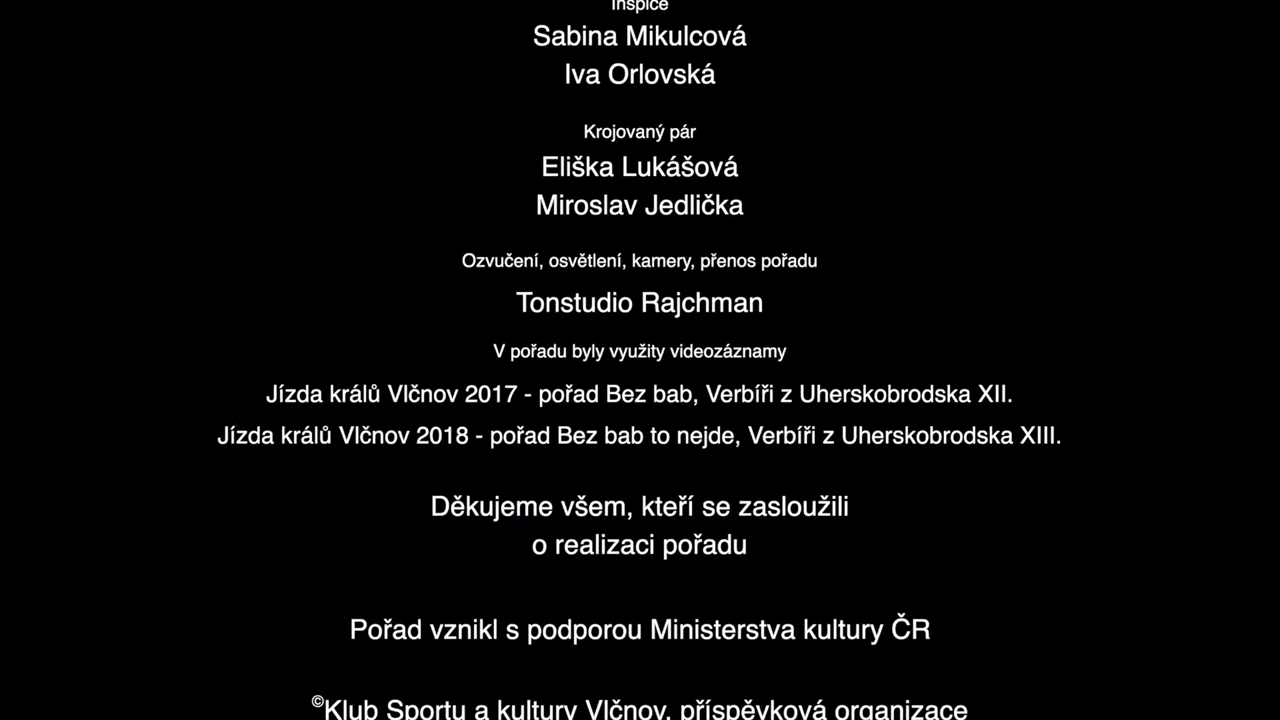 Inspice
Sabina Mikulcová
Iva Orlovská
Krojovaný pár
Eliška Lukášová
Miroslav Jedlička
Ozvučení, osvětlení, kamery, přenos pořadu
Tonstudio Rajchman
V pořadu byly využity videozáznamy
Jízda králů Vlčnov 2017 - pořad Bez bab, Verbíři z Uherskobrodska XII.
Jízda králů Vlčnov 2018 - pořad Bez bab to nejde, Verbíři z Uherskobrodska XIII.
Děkujeme všem, kteří se zasloužili
o realizaci pořadu
Pořad vznikl s podporou Ministerstva kultury ČR
©Klub Sportu a kultury Vlčnov, příspěvková organizace